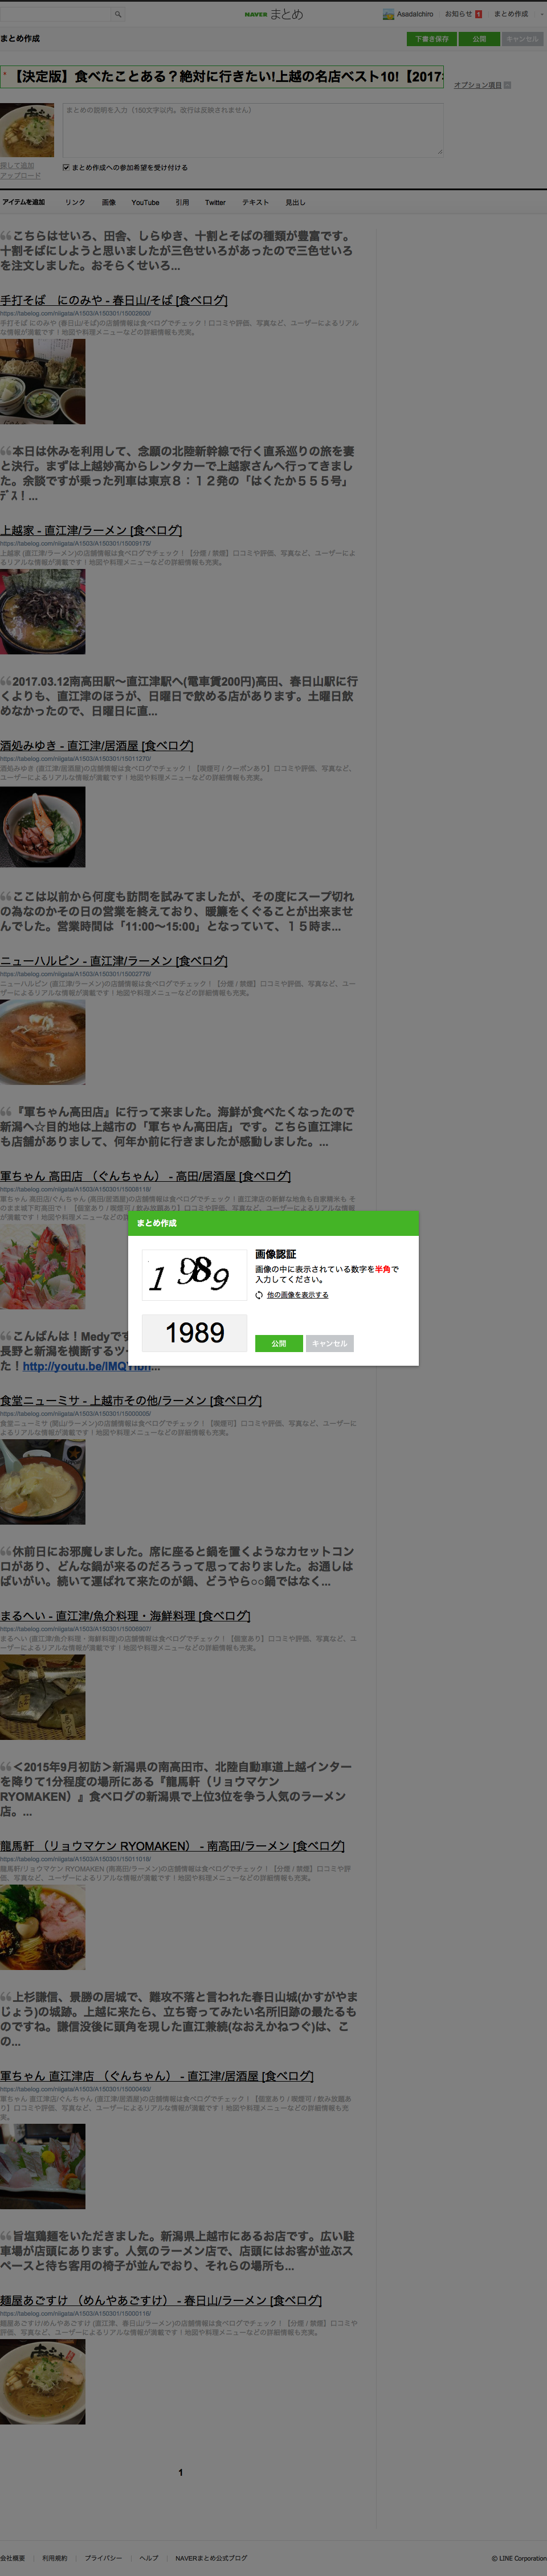 NAVER まとめ
AsadaIchiro
お知らせ
まとめ作成
まとめ作成
下書き保存
公開
キャンセル
【決定版】食べたことある?絶対に行きたい!上越の名店ベスト10!【2017
オプション項目
まとめの説明を入力(150文字以内。改行は反映されません)
探して追加
アップロード
まとめ作成への参加希望を受け付ける
アイテムを追加 リンク 画像 YouTube 引用 Twitter テキスト 見出し
こちらはせいろ、田舎、しらゆき、十割とそばの種類が豊富です。
十割そばにしようと思いましたが三色せいろがあったので三色せいろ
を注文しました。おそらくせいろ...
手打そば にのみや - 春日山/そば [食べログ]
https://tabelog.com/niigata/A1503/A150301/15002600/
手打そば にのみや (春日山/そば)の店舗情報は食べログでチェック！口コミや評価、写真など、ユーザーによるリアル
な情報が満載です！地図や料理メニューなどの詳細情報も充実。
本日は休みを利用して、念願の北陸新幹線で行く直系巡りの旅を妻
と決行。まずは上越妙高からレンタカーで上越家さんへ行ってきまし
た。余談ですが乗った列車は東京８：１２発の「はくたか５５５号」
ﾃﾞｽ！...
上越家 - 直江津/ラーメン [食べログ]
https://tabelog.com/niigata/A1503/A150301/15009175/
上越家 (直江津/ラーメン)の店舗情報は食べログでチェック！【分煙 / 禁煙】口コミや評価、写真など、ユーザーによ
るリアルな情報が満載です！地図や料理メニューなどの詳細情報も充実。
2017.03.12南高田駅〜直江津駅へ(電車賃200円)高田、春日山駅に行
くよりも、直江津のほうが、日曜日で飲める店があります。土曜日飲
めなかったので、日曜日に直...
酒処みゆき - 直江津/居酒屋 [食べログ]
https://tabelog.com/niigata/A1503/A150301/15011270/
酒処みゆき (直江津/居酒屋)の店舗情報は食べログでチェック！【喫煙可 / クーポンあり】口コミや評価、写真など、
ユーザーによるリアルな情報が満載です！地図や料理メニューなどの詳細情報も充実。
ここは以前から何度も訪問を試みてましたが、その度にスープ切れ
の為なのかその日の営業を終えており、暖簾をくぐることが出来ませ
んでした。営業時間は「11:00〜15:00」となっていて、１５時ま...
ニューハルピン - 直江津/ラーメン [食べログ]
https://tabelog.com/niigata/A1503/A150301/15002776/
ニューハルピン (直江津/ラーメン)の店舗情報は食べログでチェック！【分煙 / 禁煙】口コミや評価、写真など、ユー
ザーによるリアルな情報が満載です！地図や料理メニューなどの詳細情報も充実。
『軍ちゃん高田店』に行って来ました。海鮮が食べたくなったので
新潟へ☆目的地は上越市の「軍ちゃん高田店」です。こちら直江津に
も店舗がありまして、何年か前に行きましたが感動しました。...
軍ちゃん 高田店 （ぐんちゃん） - 高田/居酒屋 [食べログ]
https://tabelog.com/niigata/A1503/A150301/15008118/
軍ちゃん 高田店/ぐんちゃん (高田/居酒屋)の店舗情報は食べログでチェック！直江津店の新鮮な地魚も自家製米も そ
のまま城下町高田で！ 【個室あり / 喫煙可 / 飲み放題あり】口コミや評価、写真など、ユーザーによるリアルな情報
が満載です！地図や料理メニューなどの
まとめ作成
1989
画像認証
画像の中に表示されている数字を半角で
入力してください。
他の画像を表示する
1989
公開 キャンセル
こんばんは！Medyです
長野と新潟を横断するツー
た！http://youtu.be/IMQYlbn...
食堂ニューミサ - 上越市その他/ラーメン [食べログ]
https://tabelog.com/niigata/A1503/A150301/15000005/
食堂ニューミサ (関山/ラーメン)の店舗情報は食べログでチェック！【喫煙可】口コミや評価、写真など、ユーザーに
よるリアルな情報が満載です！地図や料理メニューなどの詳細情報も充実。
休前日にお邪魔しました。席に座ると鍋を置くようなカセットコン
ロがあり、どんな鍋が来るのだろうって思っておりました。お通しは
ばいがい。続いて運ばれて来たのが鍋、どうやら○○鍋ではなく...
まるへい - 直江津/魚介料理・海鮮料理 [食べログ]
https://tabelog.com/niigata/A1503/A150301/15006807/
まるへい (直江津/魚介料理・海鮮料理)の店舗情報は食べログでチェック！【個室あり】口コミや評価、写真など、ユ
ーザーによるリアルな情報が満載です！地図や料理メニューなどの詳細情報も充実。
＜2015年9月初訪＞新潟県の南高田市、北陸自動車道上越インター
を降りて1分程度の場所にある『龍馬軒（リョウマケン
RYOMAKEN）』食べログの新潟県で上位3位を争う人気のラーメン
店。...
龍馬軒 （リョウマケン RYOMAKEN） - 南高田/ラーメン [食べログ]
https://tabelog.com/niigata/A1503/A150301/15011018/
龍馬軒/リョウマケン RYOMAKEN (南高田/ラーメン)の店舗情報は食べログでチェック！【分煙 / 禁煙】口コミや評
価、写真など、ユーザーによるリアルな情報が満載です！地図や料理メニューなどの詳細情報も充実。
上杉謙信、景勝の居城で、難攻不落と言われた春日山城(かすがやま
じょう)の城跡。上越に来たら、立ち寄ってみたい名所旧跡の最たるも
のですね。謙信没後に頭角を現した直江兼続(なおえかねつぐ)は、こ
の...
軍ちゃん 直江津店 （ぐんちゃん） - 直江津/居酒屋 [食べログ]
https://tabelog.com/niigata/A1503/A150301/15000493/
軍ちゃん 直江津店/ぐんちゃん (直江津/居酒屋)の店舗情報は食べログでチェック！【個室あり / 喫煙可 / 飲み放題あ
り】口コミや評価、写真など、ユーザーによるリアルな情報が満載です！地図や料理メニューなどの詳細情報も充
実。
旨塩鶏麺をいただきました。新潟県上越市にあるお店です。広い駐
車場が店頭にあります。人気のラーメン店で、店頭にはお客が並ぶス
ペースと待ち客用の椅子が並んでおり、それらの場所も...
麺屋あごすけ （めんやあごすけ） - 春日山/ラーメン [食べログ]
https://tabelog.com/niigata/A1503/A150301/15000116/
麺屋あごすけ/めんやあごすけ (直江津、春日山/ラーメン)の店舗情報は食べログでチェック！【分煙 / 禁煙】口コミや
評価、写真など、ユーザーによるリアルな情報が満載です！地図や料理メニューなどの詳細情報も充実。
1
会社概要 利用規約 プライバシー ヘルプ NAVERまとめ公式ブログ
© LINE Corporation